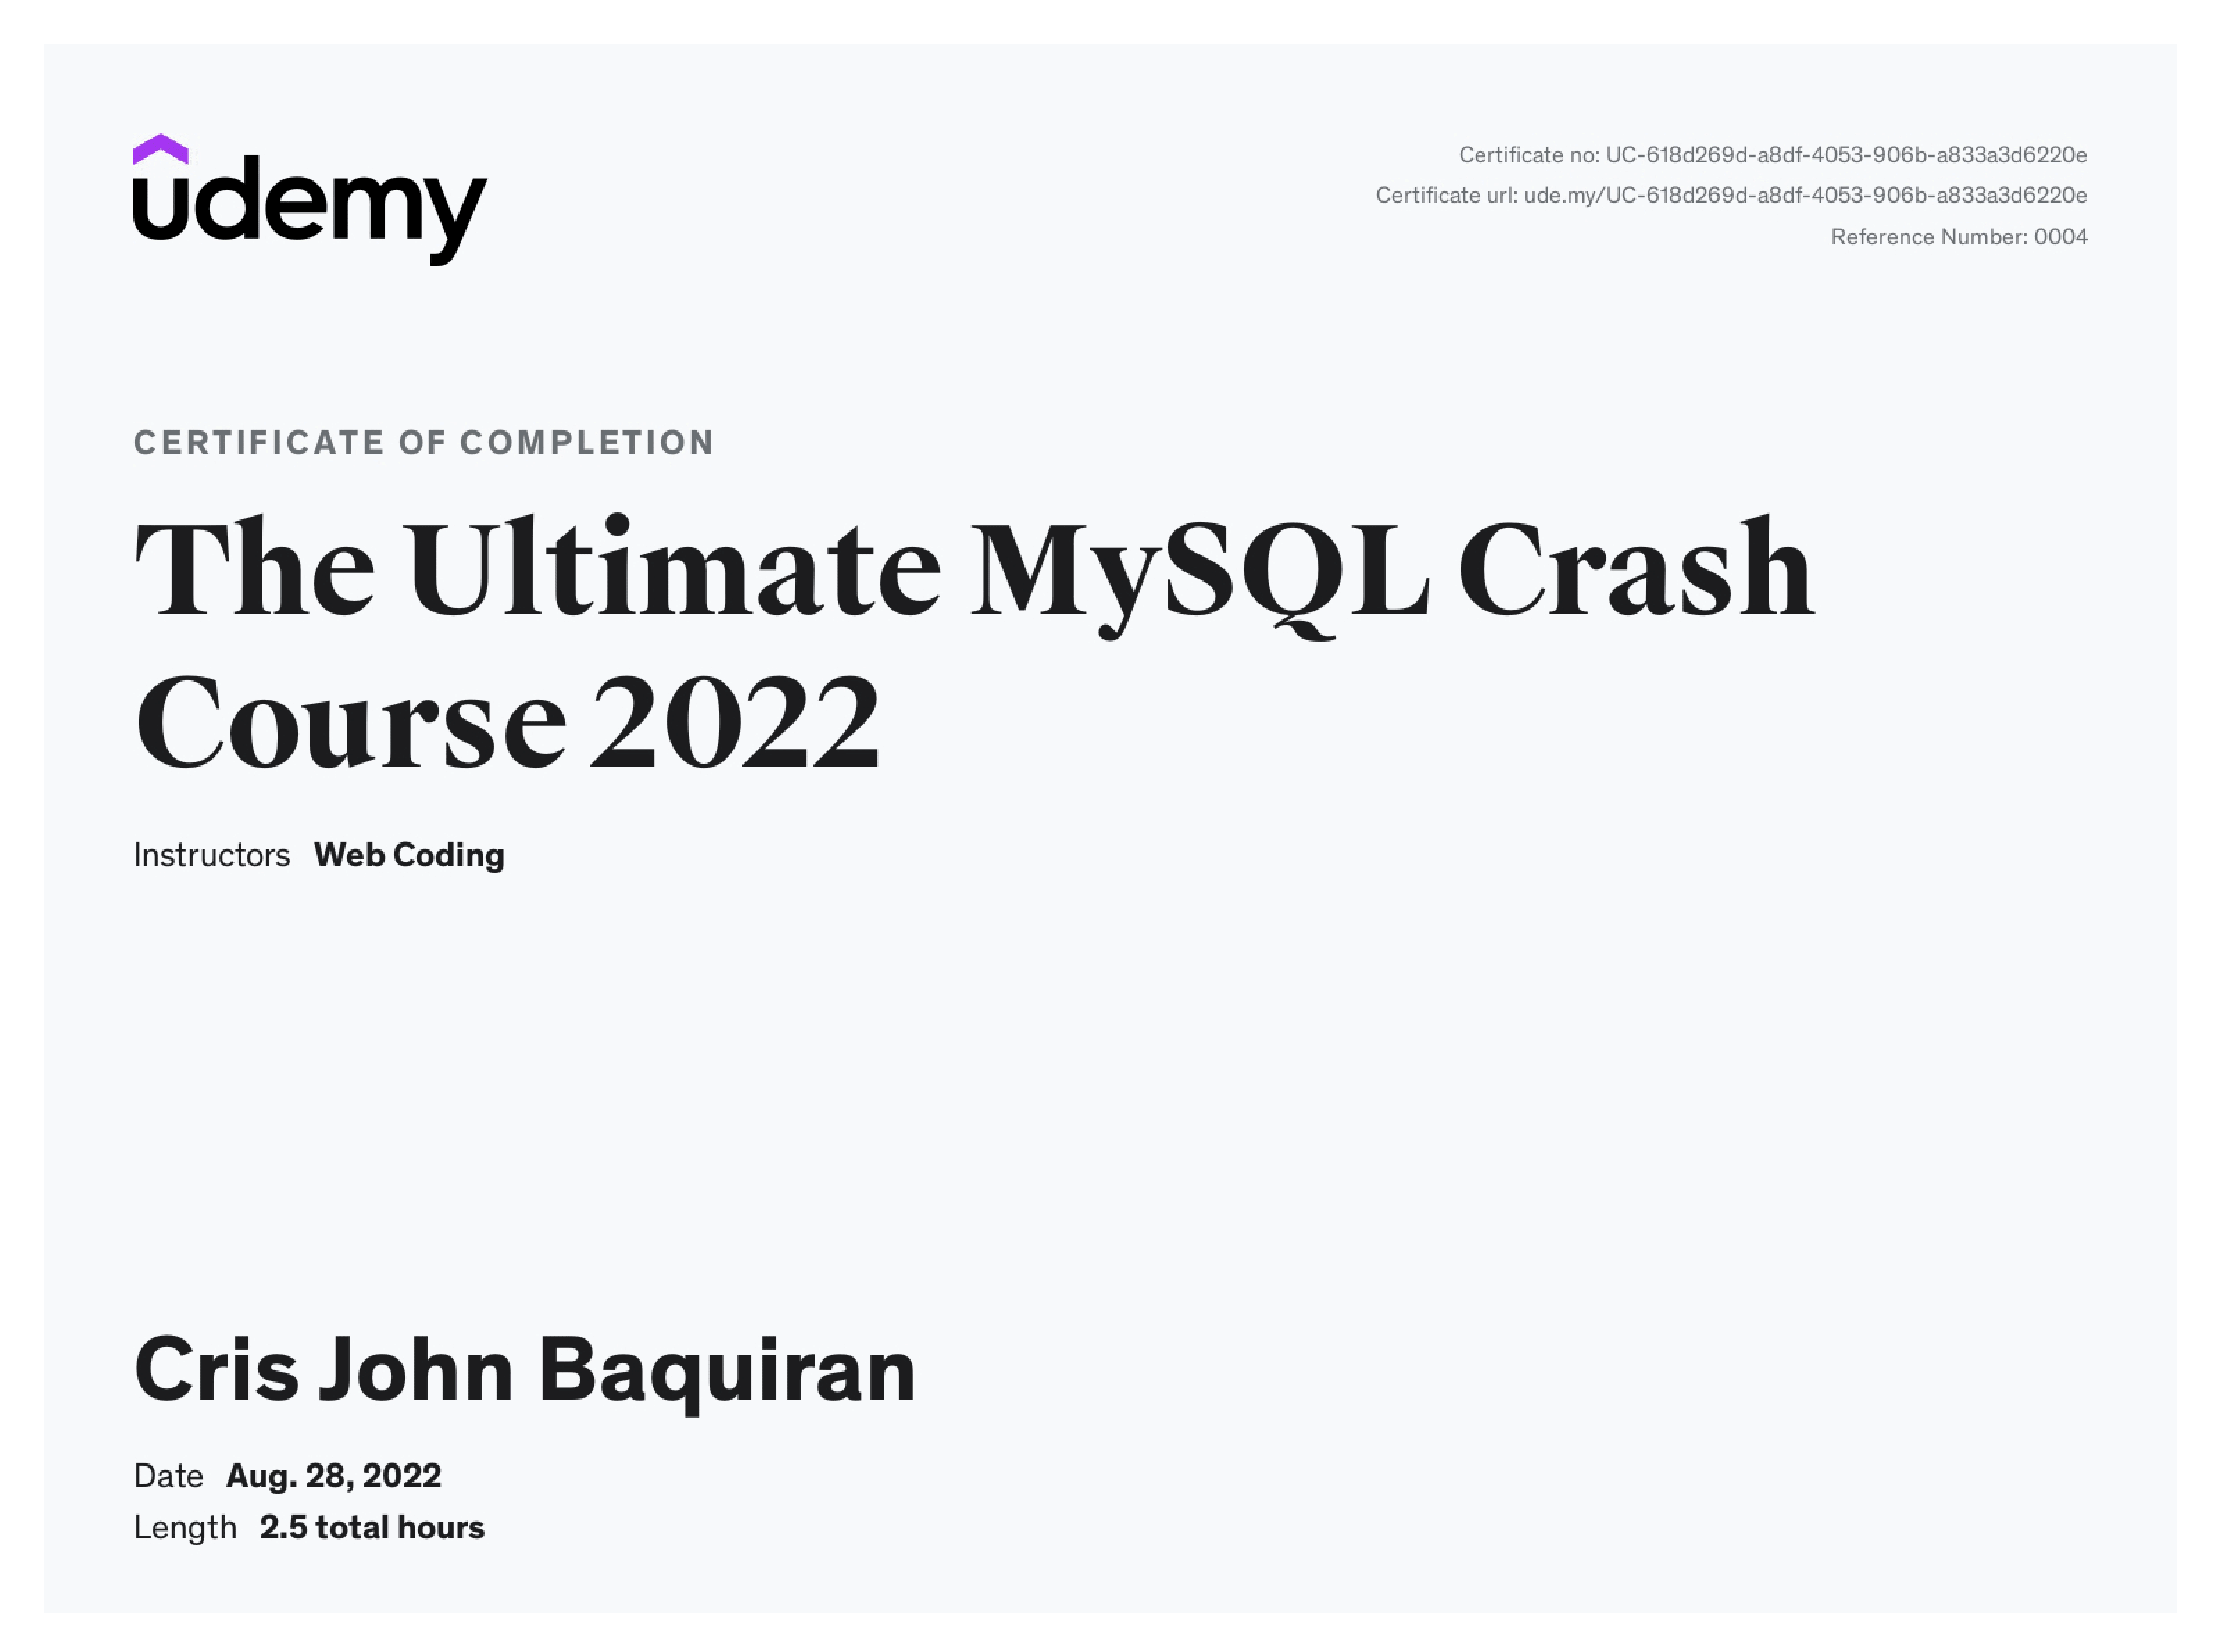 udemy
Certificate no: UC-618d269d-a8df-4053-906b-a833a3d6220e
Certificate url: ude.my/UC-618d269d-a8df-4053-906b-a833a3d6220e
Reference Number: 0004
CERTIFICATE OF COMPLETION
The Ultimate MySQL Crash
Course 2022
Instructors Web Coding
Cris John Baquiran
Date Aug. 28, 2022
Length 2.5 total hours